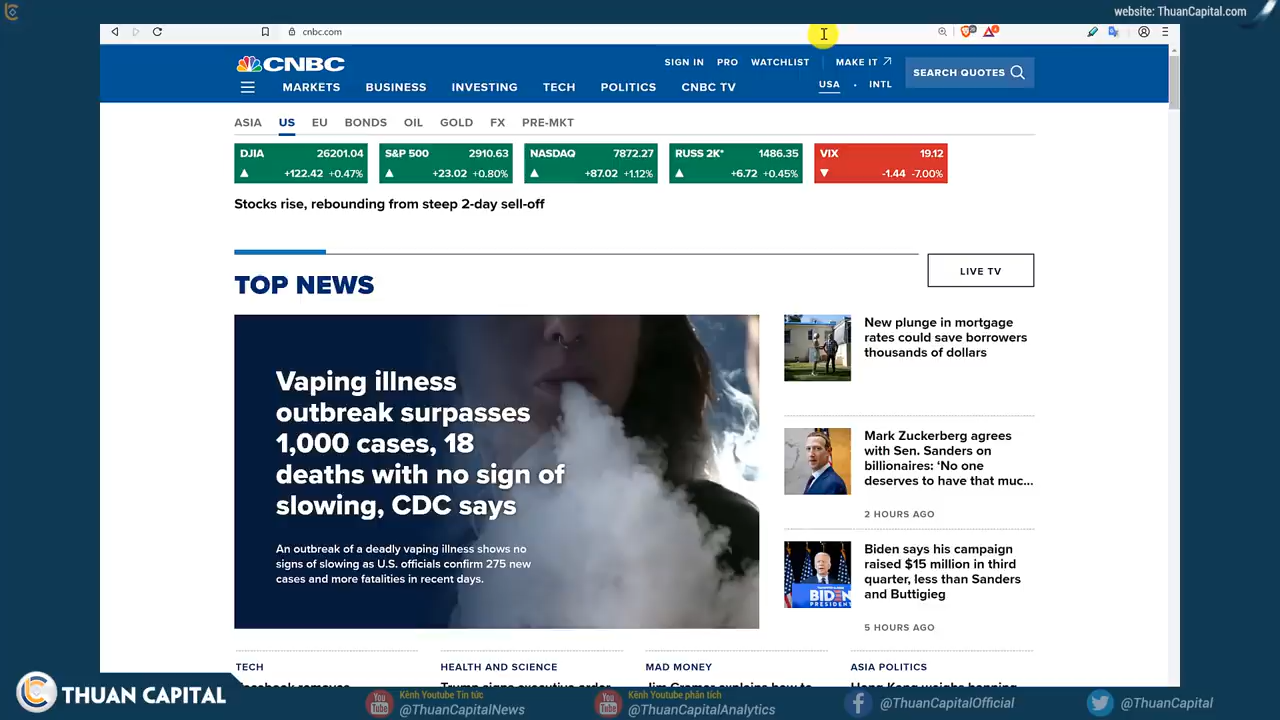 website: ThuanCapital.com
cnbc.com
CNBC
SIGN IN PRO WATCHLIST MAKE IT
SEARCH QUOTES
MARKETS BUSINESS INVESTING TECH POLITICS CNBC TV
USA • INTL
ASIA US EU BONDS OIL GOLD FX PRE-MKT
DJIA 26201.04
+122.42 +0.47%
S&P 500 2910.63
+23.02 +0.80%
NASDAQ 7872.27
+87.02 +1.12%
RUSS 2K* 1486.35
+6.72 +0.45%
VIX 19.12
-1.44 -7.00%
Stocks rise, rebounding from steep 2-day sell-off
LIVE TV
TOP NEWS
Vaping illness
outbreak surpasses
1,000 cases, 18
deaths with no sign of
slowing, CDC says
An outbreak of a deadly vaping illness shows no
signs of slowing as U.S. officials confirm 275 new
cases and more fatalities in recent days.
New plunge in mortgage
rates could save borrowers
thousands of dollars
Mark Zuckerberg agrees
with Sen. Sanders on
billionaires: ‘No one
deserves to have that muc...
2 HOURS AGO
Biden says his campaign
raised $15 million in third
quarter, less than Sanders
and Buttigieg
5 HOURS AGO
BIDEN
PRESIDENT
TECH
HEALTH AND SCIENCE
MAD MONEY
ASIA POLITICS
THUAN CAPITAL
You Tube
Kênh Youtube Tin tức
@ThuanCapitalNews
You Tube
Kênh Youtube phân tích
@ThuanCapitalAnalytics
@ThuanCapitalOfficial
@ThuanCapital